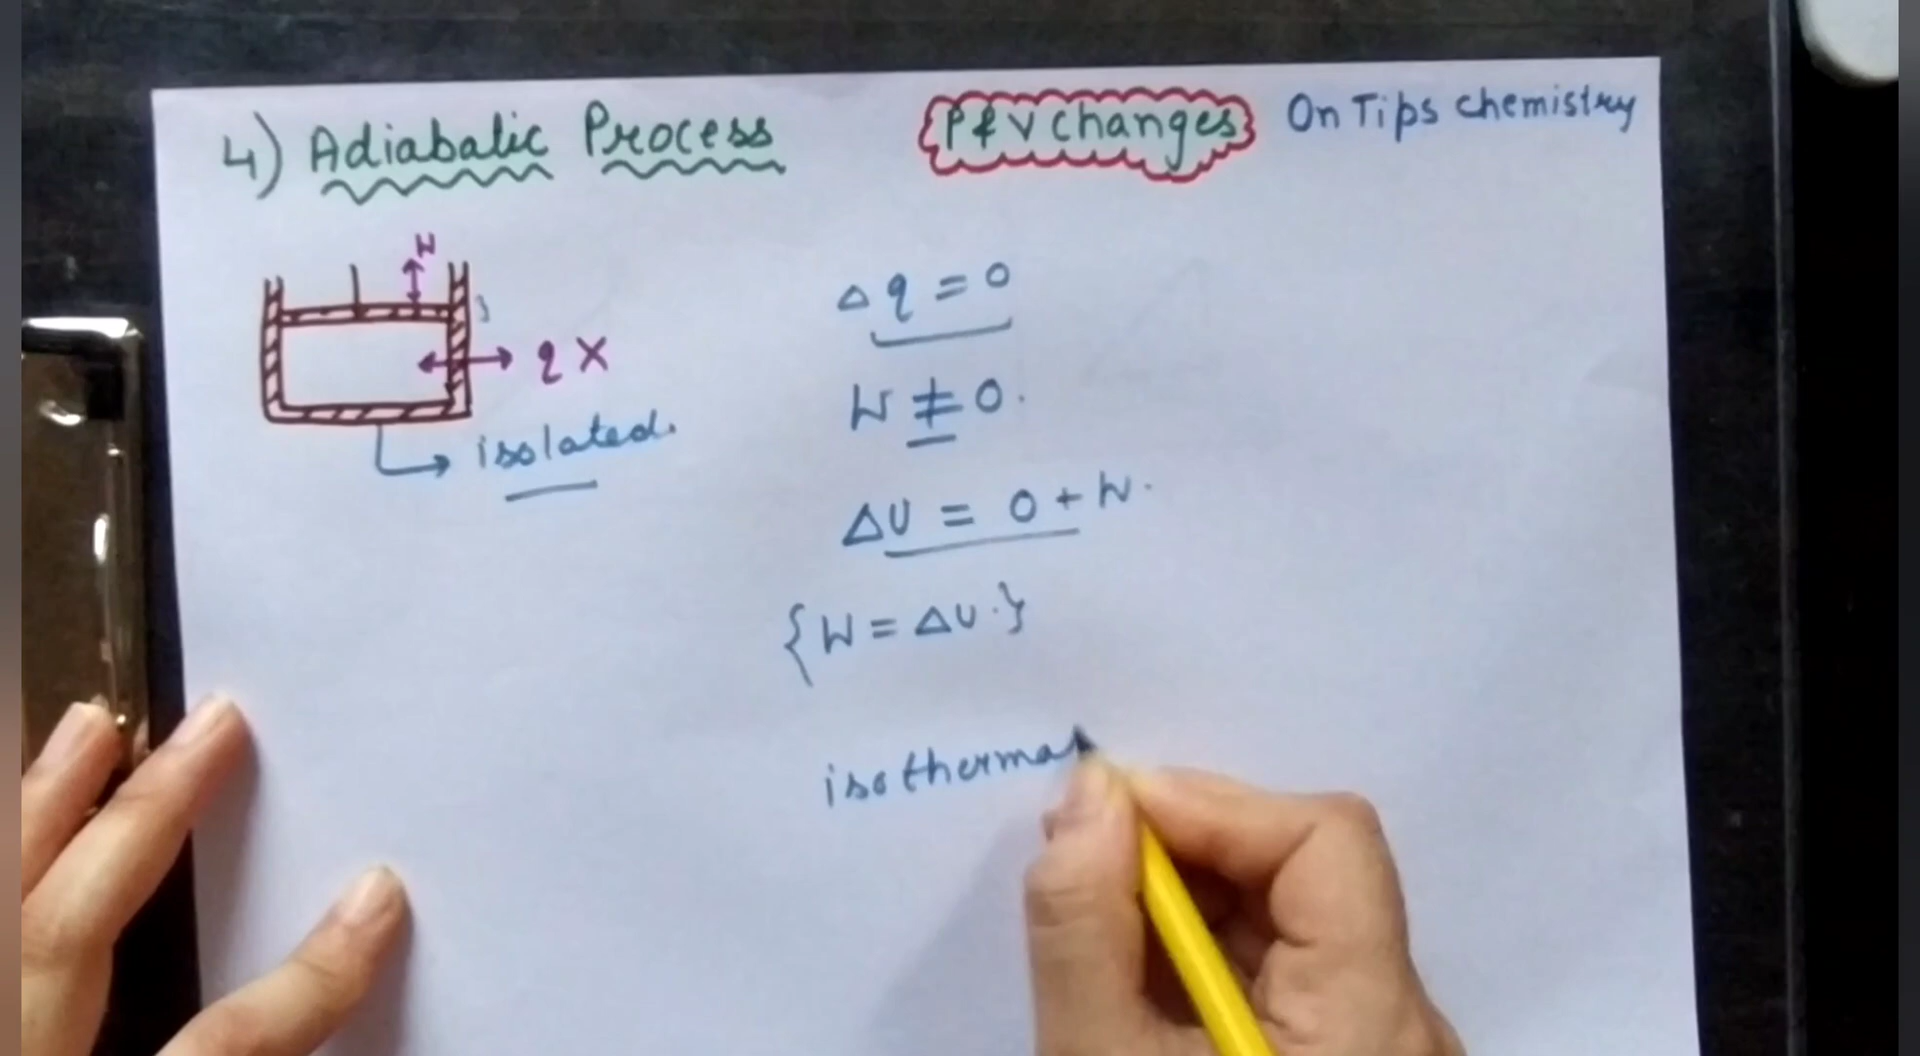 4) Adiabatic Process
P & V changes
On Tips chemistry
W
q X
isolated.
Δq = 0
W ≠ 0.
ΔU = 0 + W.
{W = ΔU.}
isothermal